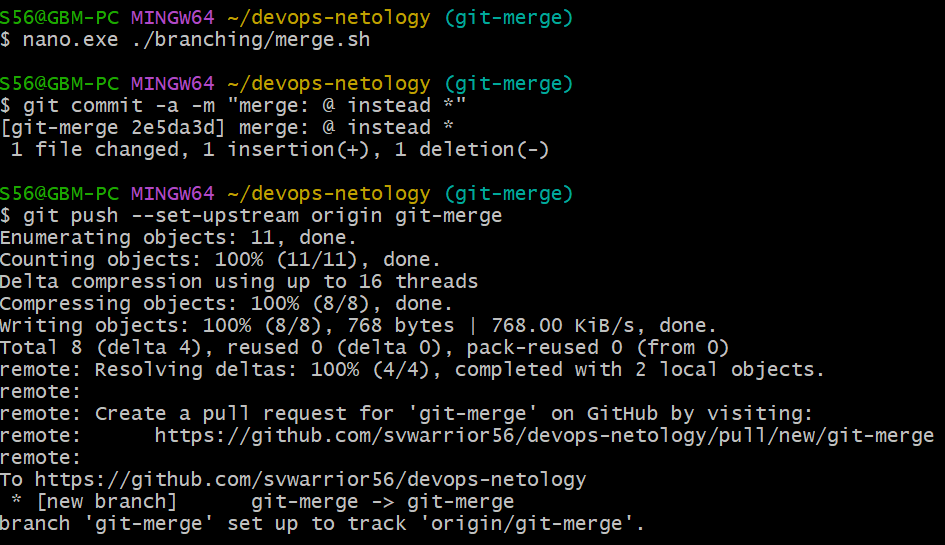 S56@GBM-PC MINGW64 ~/devops-netology (git-merge)
$ nano.exe ./branching/merge.sh
S56@GBM-PC MINGW64 ~/devops-netology (git-merge)
$ git commit -a -m "merge: @ instead *"
[git-merge 2e5da3d] merge: @ instead *
 1 file changed, 1 insertion(+), 1 deletion(-)
S56@GBM-PC MINGW64 ~/devops-netology (git-merge)
$ git push --set-upstream origin git-merge
Enumerating objects: 11, done.
Counting objects: 100% (11/11), done.
Delta compression using up to 16 threads
Compressing objects: 100% (8/8), done.
Writing objects: 100% (8/8), 768 bytes | 768.00 KiB/s, done.
Total 8 (delta 4), reused 0 (delta 0), pack-reused 0 (from 0)
remote: Resolving deltas: 100% (4/4), completed with 2 local objects.
remote:
remote: Create a pull request for 'git-merge' on GitHub by visiting:
remote:      https://github.com/svwarrior56/devops-netology/pull/new/git-merge
remote:
To https://github.com/svwarrior56/devops-netology
 * [new branch]      git-merge -> git-merge
branch 'git-merge' set up to track 'origin/git-merge'.